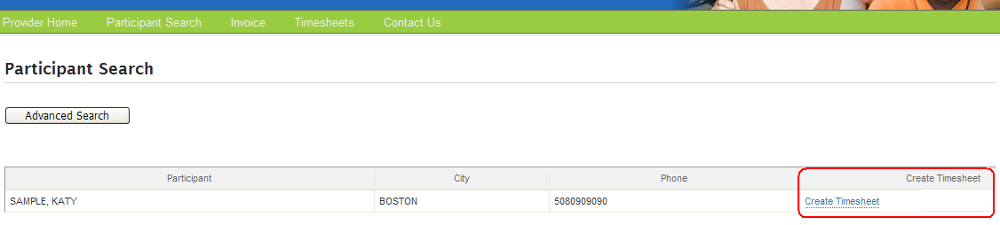 Provider Home Participant Search Invoice Timesheets Contact Us
Participant Search
Advanced Search
Participant City Phone Create Timesheet
SAMPLE, KATY BOSTON 5080909090 Create Timesheet